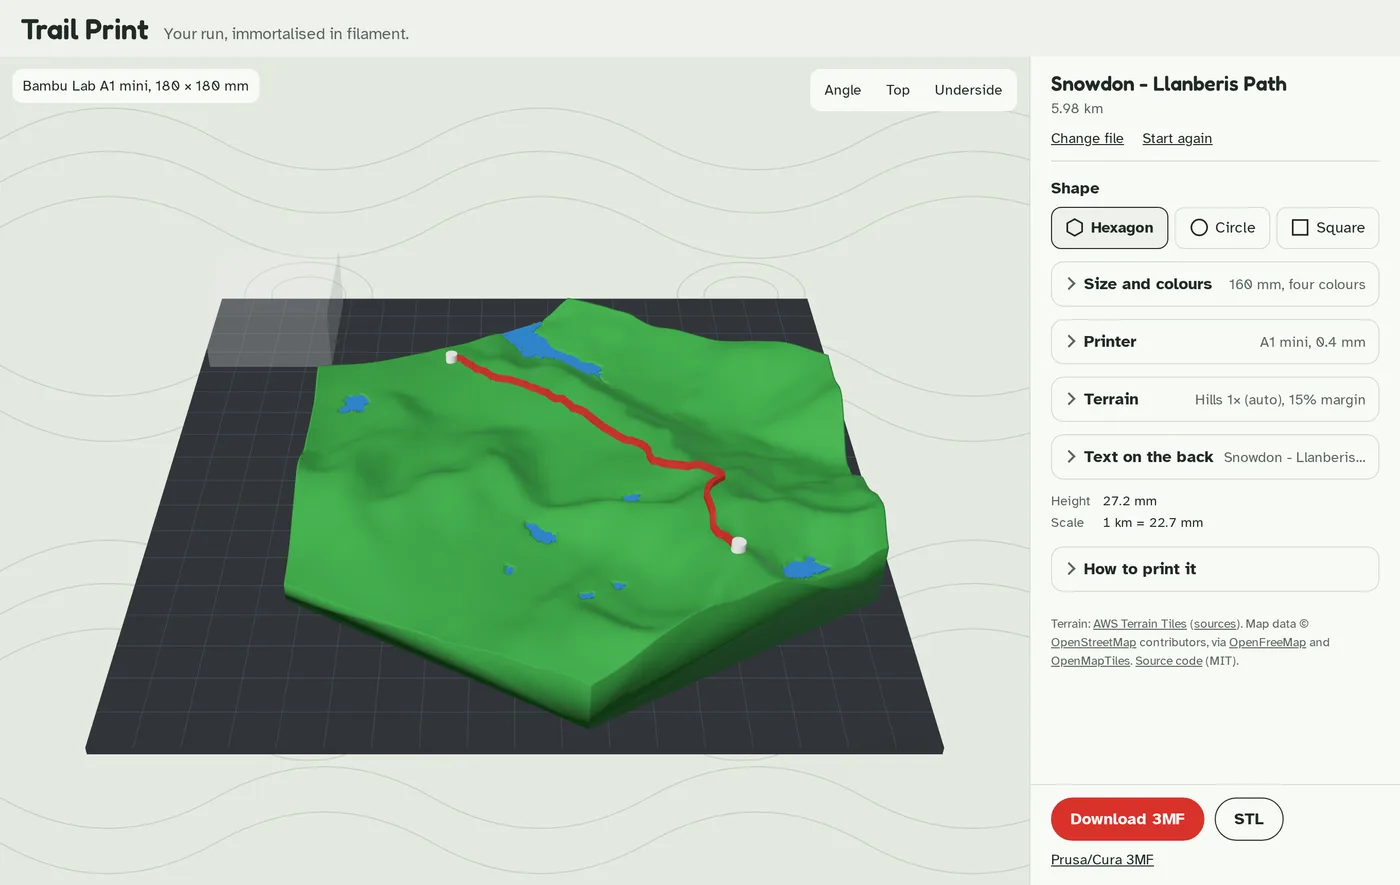 Trail Print Your run, immortalised in filament.
Bambu Lab A1 mini, 180 × 180 mm
Angle Top Underside
Snowdon - Llanberis Path
5.98 km
Change file Start again
Shape
Hexagon Circle Square
Size and colours 160 mm, four colours
Printer A1 mini, 0.4 mm
Terrain Hills 1× (auto), 15% margin
Text on the back Snowdon - Llanberis...
Height 27.2 mm
Scale 1 km = 22.7 mm
How to print it
Terrain: AWS Terrain Tiles (sources). Map data ©
OpenStreetMap contributors, via OpenFreeMap and
OpenMapTiles. Source code (MIT).
Download 3MF STL
Prusa/Cura 3MF